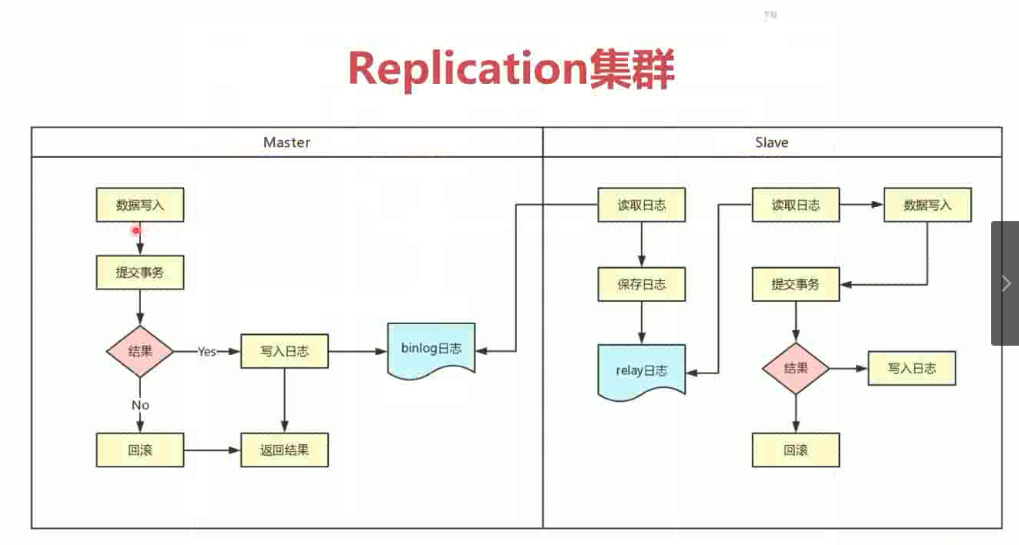 Replication集群
Master
Slave
数据写入
提交事务
结果
Yes
写入日志
binlog日志
No
回滚
返回结果
读取日志
保存日志
relay日志
读取日志
数据写入
提交事务
结果
写入日志
回滚